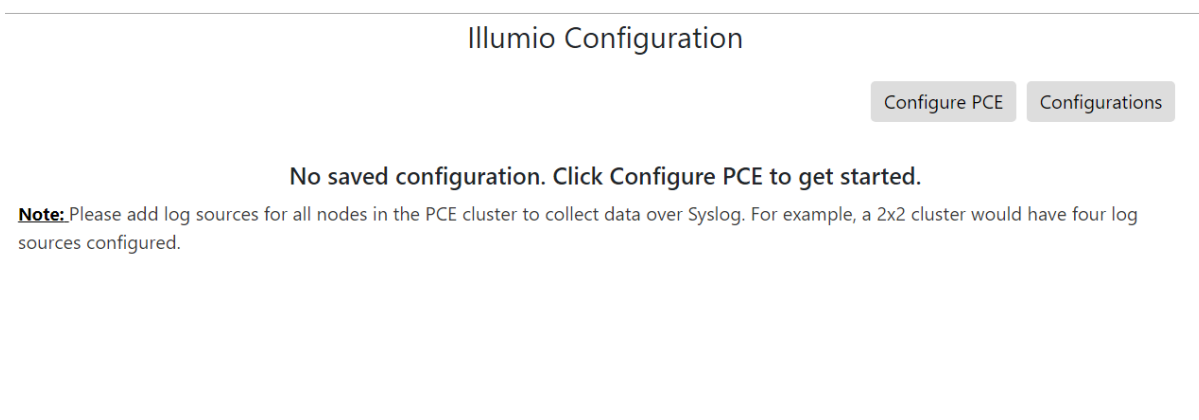 Illumio Configuration
Configure PCE Configurations
No saved configuration. Click Configure PCE to get started.
Note: Please add log sources for all nodes in the PCE cluster to collect data over Syslog. For example, a 2x2 cluster would have four log
sources configured.